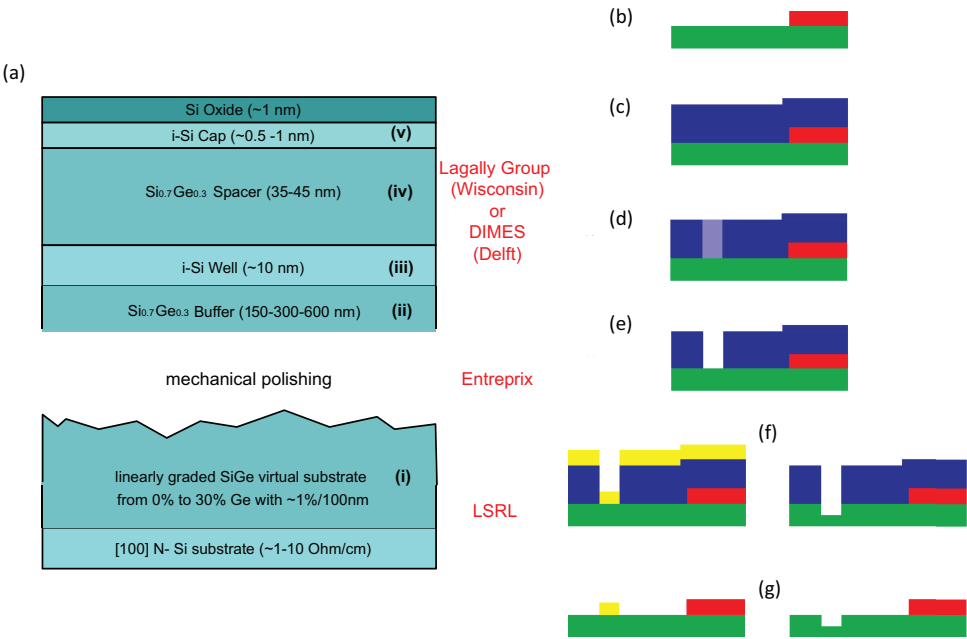 (a)
Si Oxide (~1 nm)
i-Si Cap (~0.5 -1 nm) (v)
Si0.7Ge0.3 Spacer (35-45 nm) (iv)
i-Si Well (~10 nm) (iii)
Si0.7Ge0.3 Buffer (150-300-600 nm) (ii)
mechanical polishing
linearly graded SiGe virtual substrate (i)
from 0% to 30% Ge with ~1%/100nm
[100] N- Si substrate (~1-10 Ohm/cm)
Lagally Group
(Wisconsin)
or
DIMES
(Delft)
Entreprix
LSRL
(b)
(c)
(d)
(e)
(f)
(g)